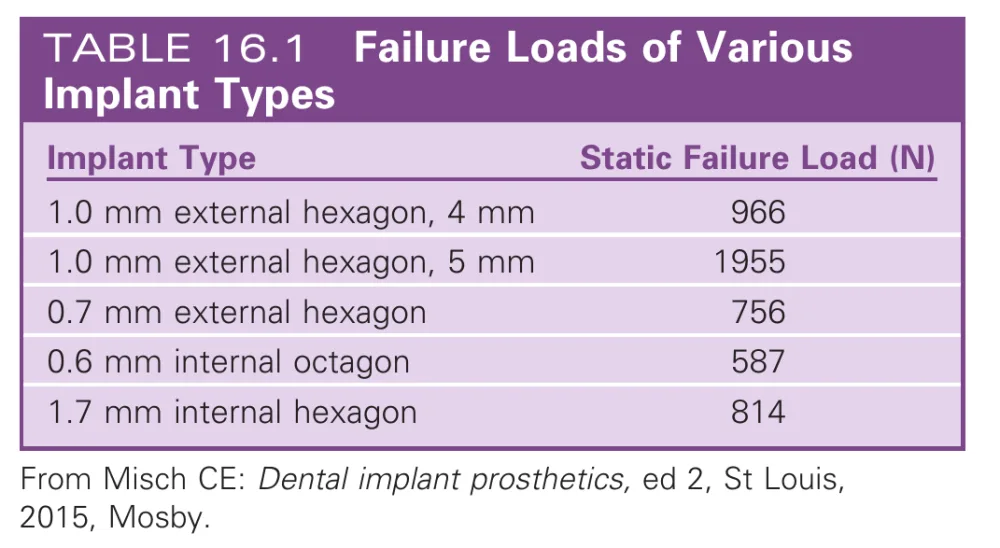 TABLE 16.1 Failure Loads of Various
Implant Types
Implant Type Static Failure Load (N)
1.0 mm external hexagon, 4 mm 966
1.0 mm external hexagon, 5 mm 1955
0.7 mm external hexagon 756
0.6 mm internal octagon 587
1.7 mm internal hexagon 814
From Misch CE: Dental implant prosthetics, ed 2, St Louis,
2015, Mosby.